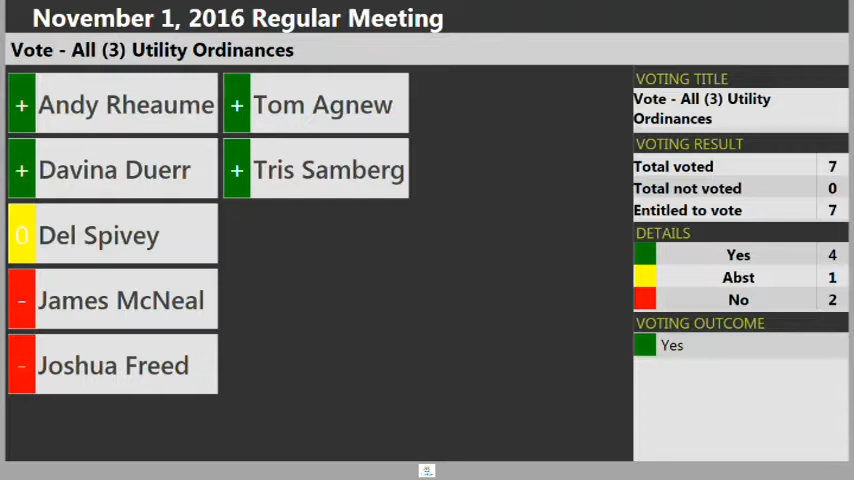 November 1, 2016 Regular Meeting
Vote - All (3) Utility Ordinances
+ Andy Rheaume
+ Tom Agnew
+ Davina Duerr
+ Tris Samberg
0 Del Spivey
- James McNeal
- Joshua Freed
VOTING TITLE
Vote - All (3) Utility
Ordinances
VOTING RESULT
Total voted 7
Total not voted 0
Entitled to vote 7
DETAILS
Yes 4
Abst 1
No 2
VOTING OUTCOME
Yes